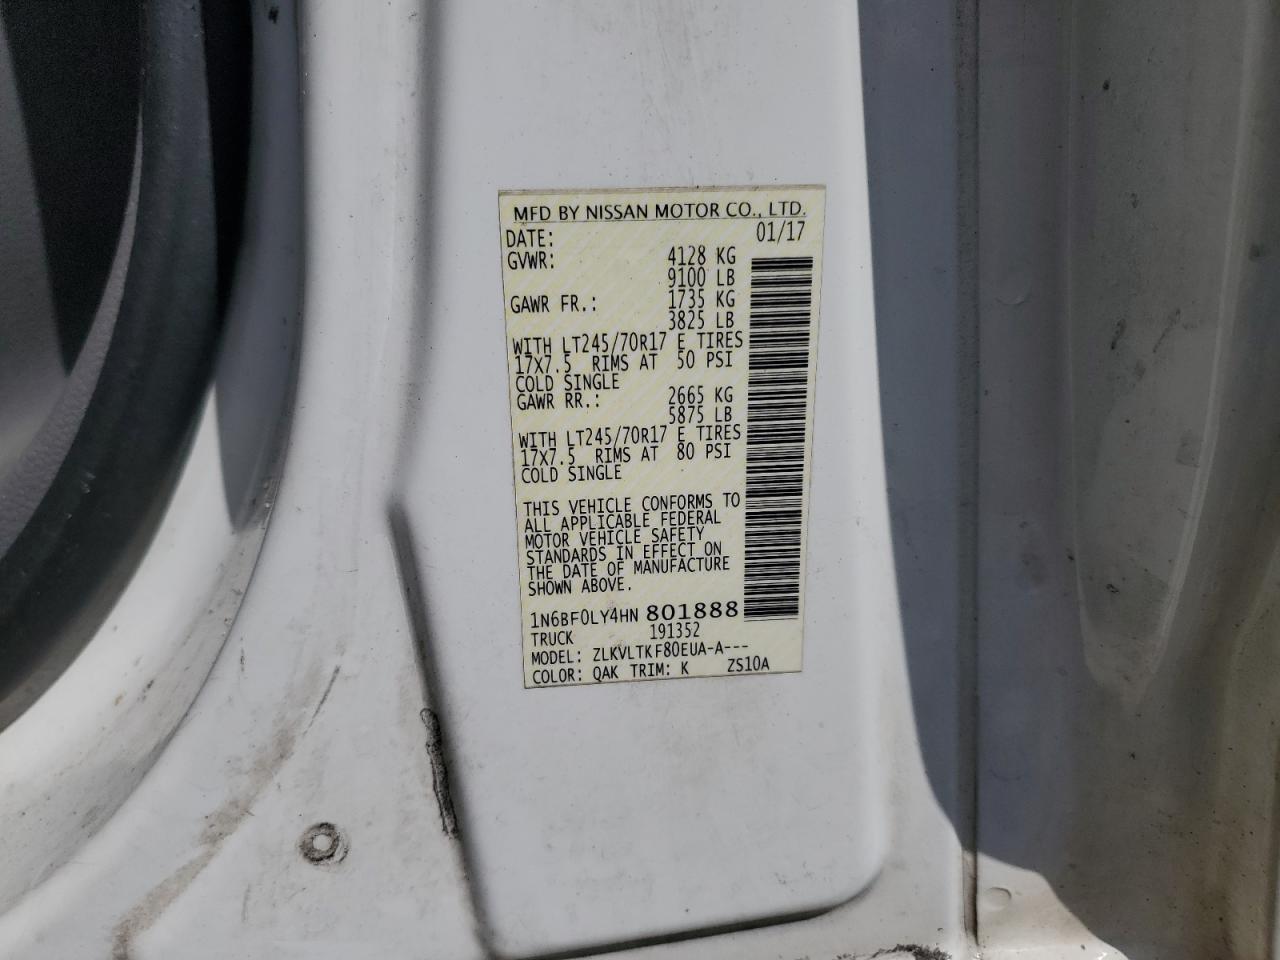 MFD BY NISSAN MOTOR CO., LTD.
DATE: 01/17
GVWR: 4128 KG
9100 LB
GAWR FR.: 1735 KG
3825 LB
WITH LT245/70R17 E TIRES
17X7.5 RIMS AT 50 PSI
COLD SINGLE
GAWR RR.: 2665 KG
5875 LB
WITH LT245/70R17 E TIRES
17X7.5 RIMS AT 80 PSI
COLD SINGLE
THIS VEHICLE CONFORMS TO
ALL APPLICABLE FEDERAL
MOTOR VEHICLE SAFETY
STANDARDS IN EFFECT ON
THE DATE OF MANUFACTURE
SHOWN ABOVE.
1N6BF0LY4HN 801888
TRUCK 191352
MODEL: ZLKVLTKF80EUA-A---
COLOR: QAK TRIM: K ZS10A